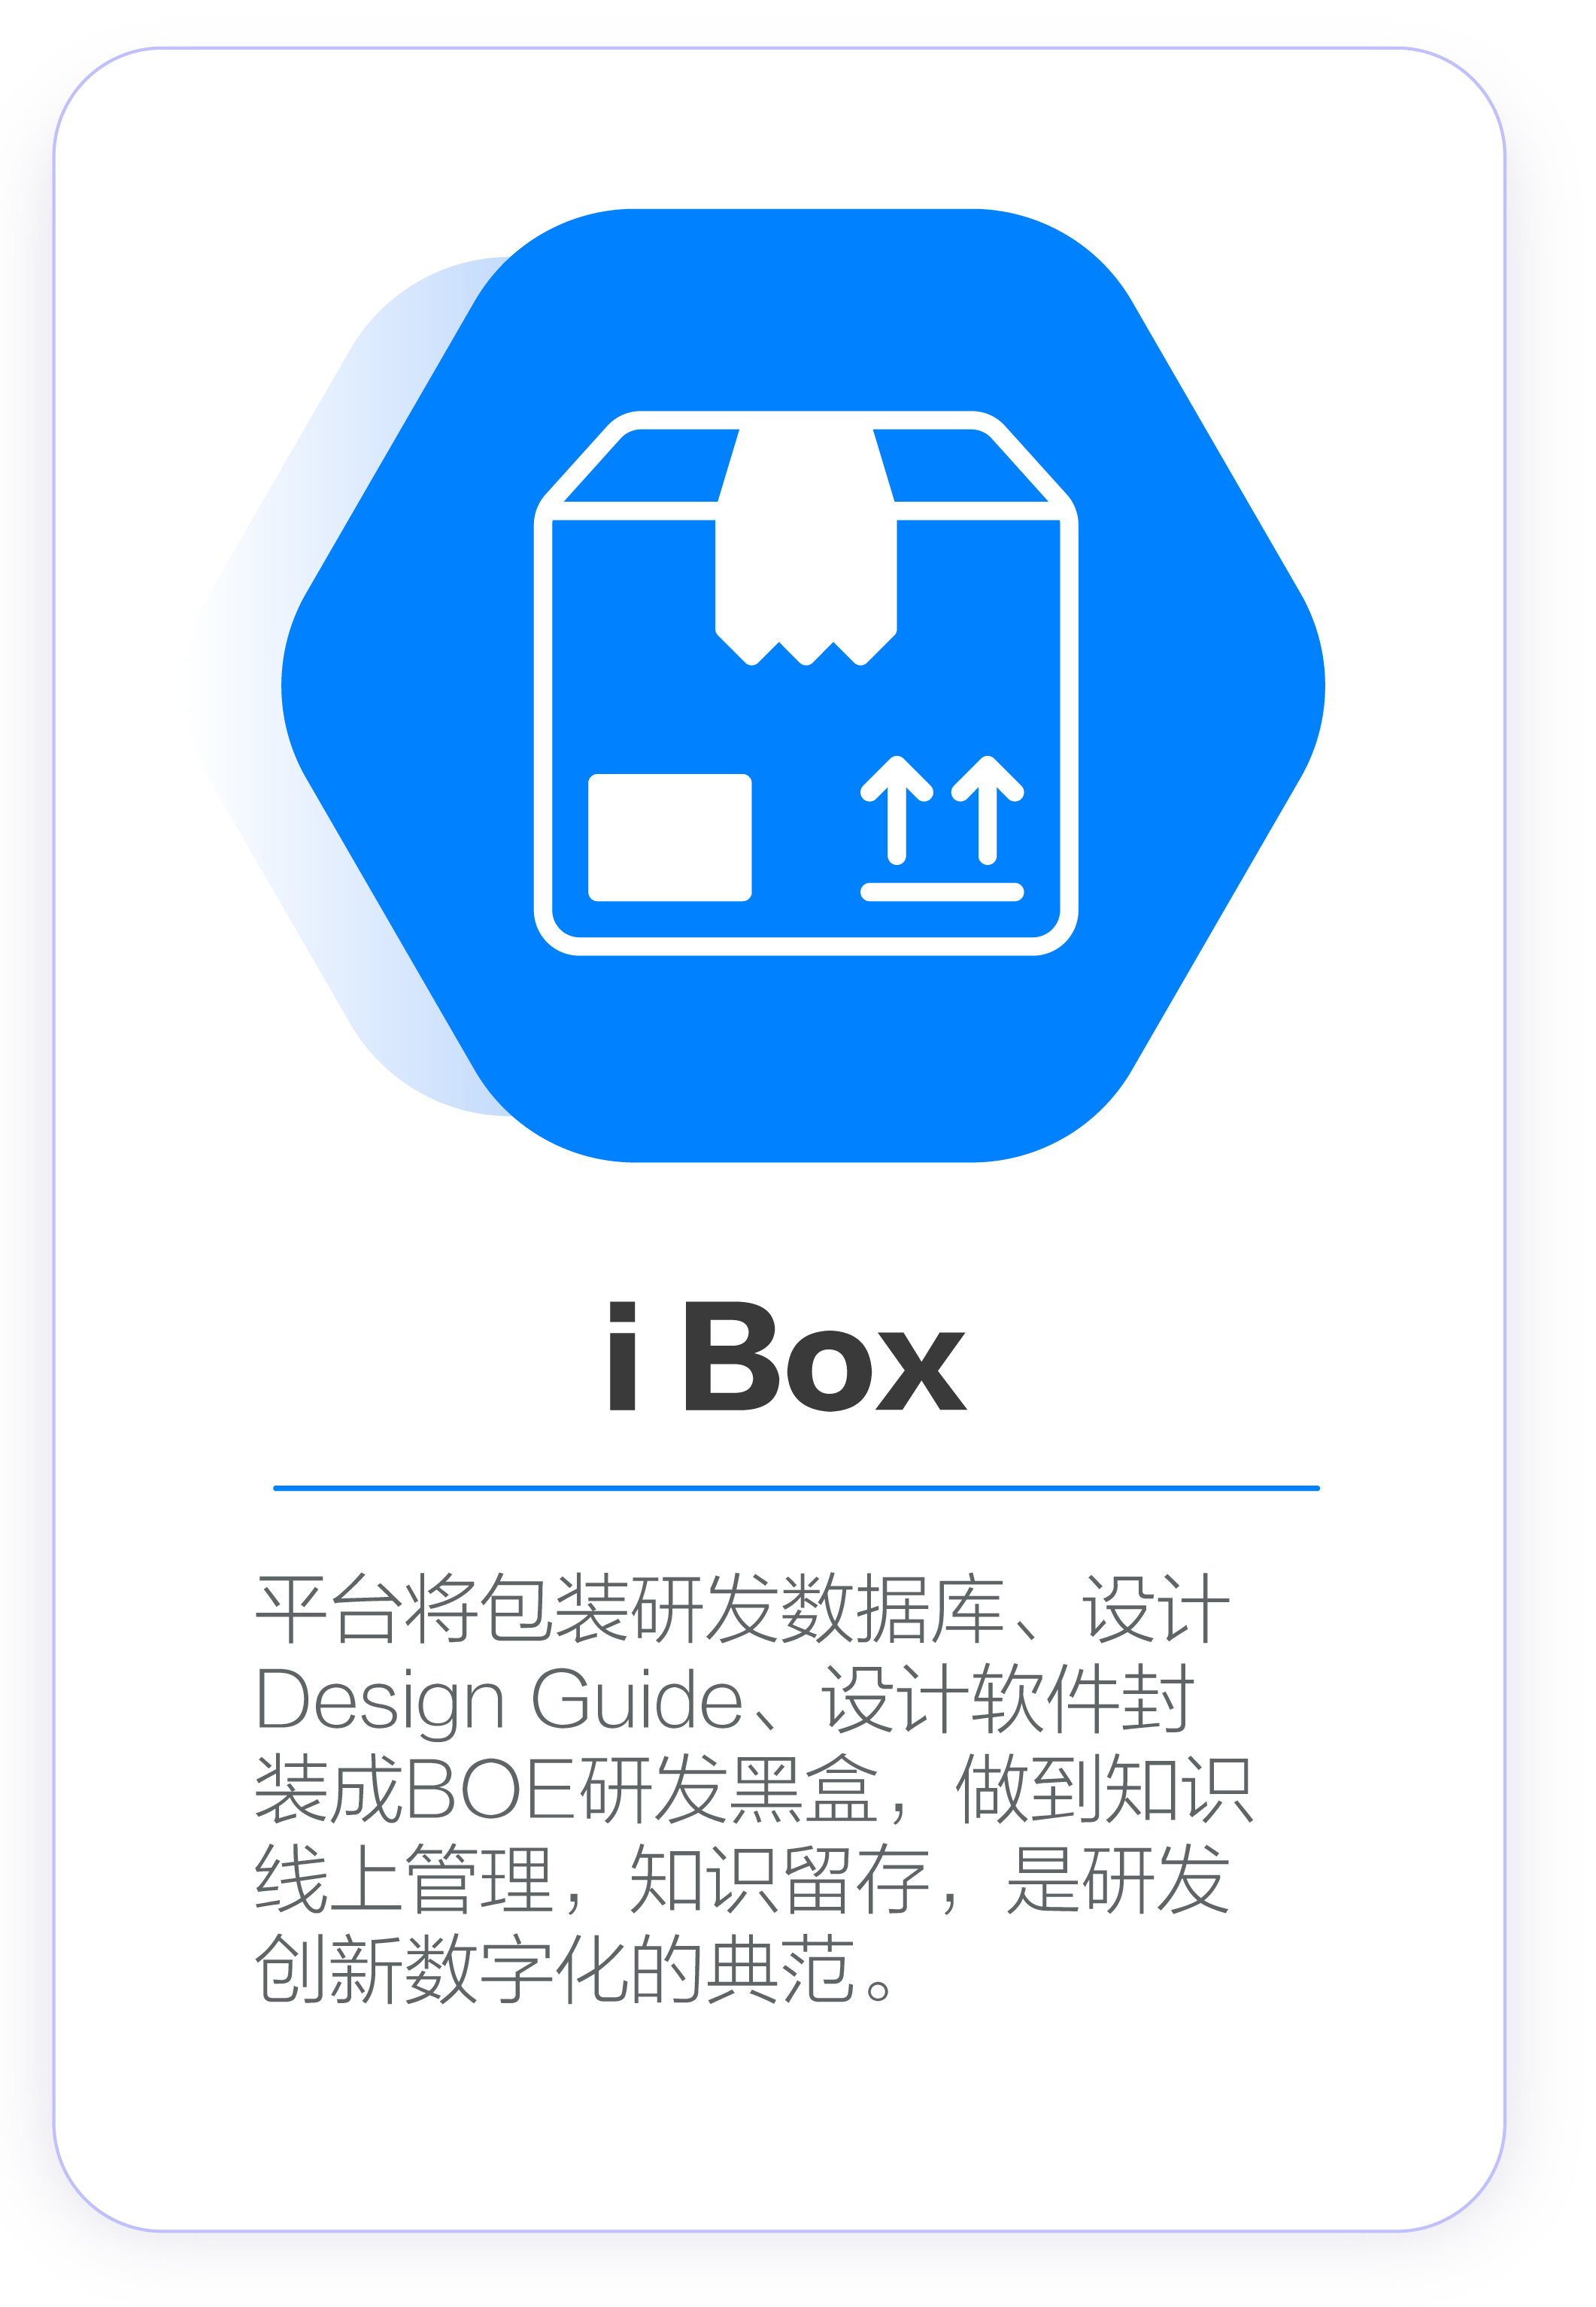 i Box
平台将包装研发数据库、设计
Design Guide、设计软件封
装成BOE研发黑盒，做到知识
线上管理，知识留存，是研发
创新数字化的典范。